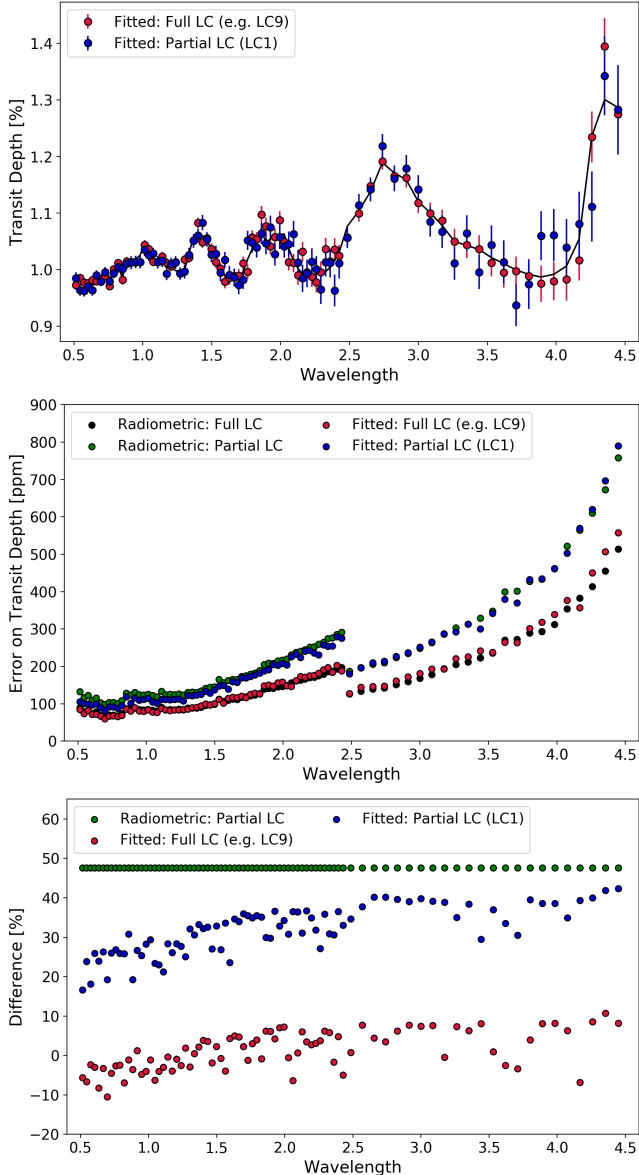 Fitted: Full LC (e.g. LC9)
Fitted: Partial LC (LC1)
Transit Depth [%]
1.4
1.3
1.2
1.1
1.0
0.9
0.5 1.0 1.5 2.0 2.5 3.0 3.5 4.0 4.5
Wavelength
Radiometric: Full LC Fitted: Full LC (e.g. LC9)
Radiometric: Partial LC Fitted: Partial LC (LC1)
Error on Transit Depth [ppm]
900
800
700
600
500
400
300
200
100
0
0.5 1.0 1.5 2.0 2.5 3.0 3.5 4.0 4.5
Wavelength
Radiometric: Partial LC Fitted: Partial LC (LC1)
Fitted: Full LC (e.g. LC9)
Difference [%]
60
50
40
30
20
10
0
−10
−20
0.5 1.0 1.5 2.0 2.5 3.0 3.5 4.0 4.5
Wavelength